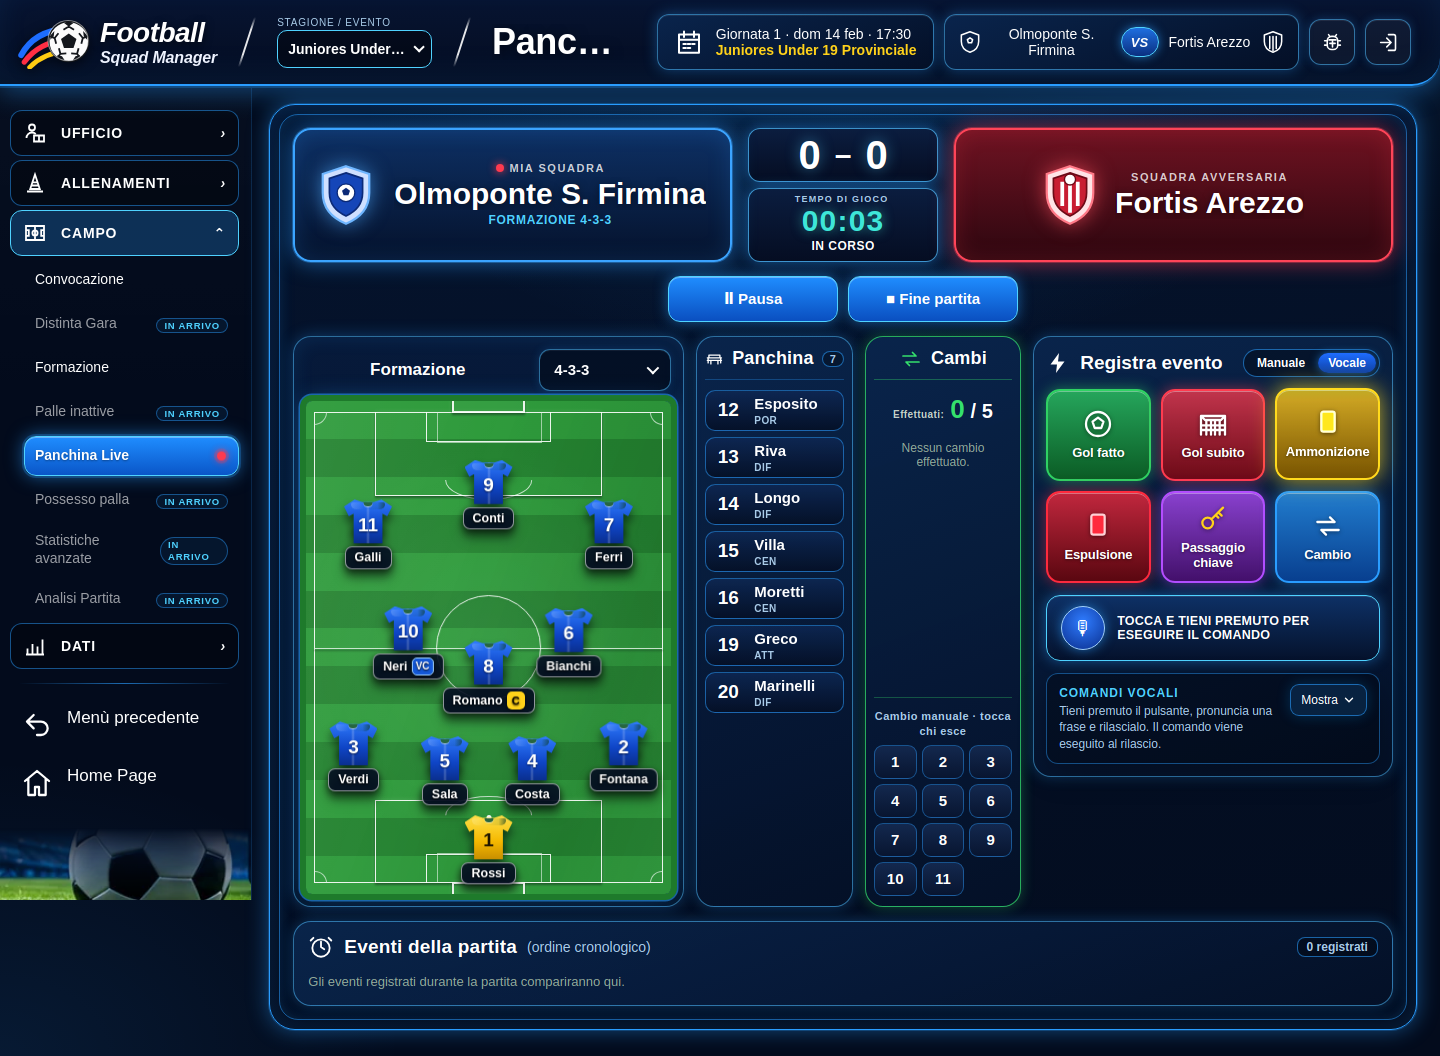 Football
Squad Manager
STAGIONE / EVENTO
Juniores Under…
Panc…
Giornata 1 · dom 14 feb · 17:30
Juniores Under 19 Provinciale
Olmoponte S.
Firmina
VS
Fortis Arezzo
UFFICIO
ALLENAMENTI
CAMPO
Convocazione
Distinta Gara
IN ARRIVO
Formazione
Palle inattive
IN ARRIVO
Panchina Live
Possesso palla
IN ARRIVO
Statistiche
avanzate
IN
ARRIVO
Analisi Partita
IN ARRIVO
DATI
Menù precedente
Home Page
MIA SQUADRA
Olmoponte S. Firmina
FORMAZIONE 4-3-3
0 – 0
TEMPO DI GIOCO
00:03
IN CORSO
SQUADRA AVVERSARIA
Fortis Arezzo
Pausa
Fine partita
Formazione
4-3-3
9
Conti
11
Galli
7
Ferri
10
Neri VC
6
Bianchi
8
Romano C
3
Verdi
5
Sala
4
Costa
2
Fontana
1
Rossi
Panchina 7
12 Esposito
POR
13 Riva
DIF
14 Longo
DIF
15 Villa
CEN
16 Moretti
CEN
19 Greco
ATT
20 Marinelli
DIF
Cambi
Effettuati: 0 / 5
Nessun cambio
effettuato.
Cambio manuale · tocca
chi esce
1 2 3
4 5 6
7 8 9
10 11
Registra evento
Manuale Vocale
Gol fatto
Gol subito
Ammonizione
Espulsione
Passaggio
chiave
Cambio
TOCCA E TIENI PREMUTO PER
ESEGUIRE IL COMANDO
COMANDI VOCALI
Tieni premuto il pulsante, pronuncia una
frase e rilascialo. Il comando viene
eseguito al rilascio.
Mostra
Eventi della partita (ordine cronologico)
0 registrati
Gli eventi registrati durante la partita compariranno qui.